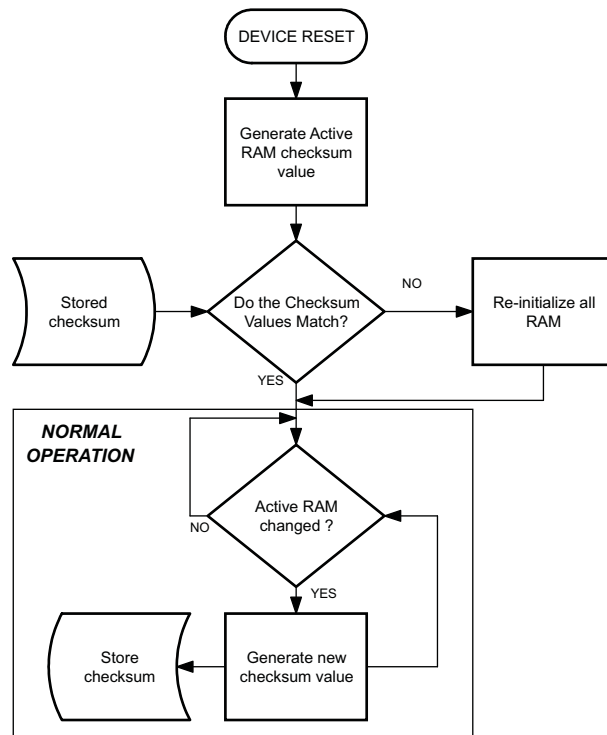 DEVICE RESET
Generate Active
RAM checksum
value
Stored
checksum
Do the Checksum
Values Match?
NO
Re-initialize all
RAM
YES
NORMAL
OPERATION
Active RAM
changed ?
NO
YES
Store
checksum
Generate new
checksum value